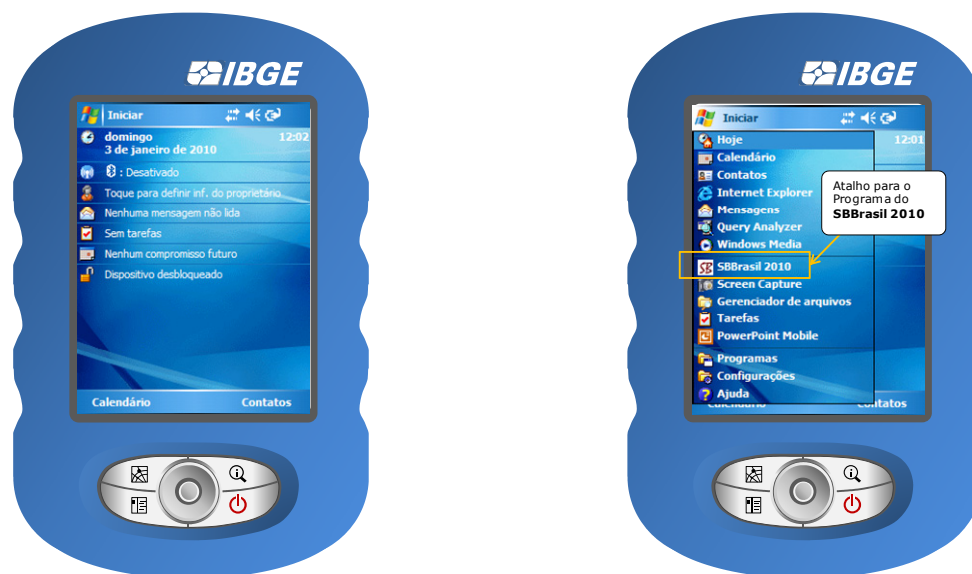 IBGE
Iniciar
domingo 12:02
3 de janeiro de 2010
: Desativado
Toque para definir inf. do proprietário
Nenhuma mensagem não lida
Sem tarefas
Nenhum compromisso futuro
Dispositivo desbloqueado
Calendário Contatos
IBGE
Iniciar
Hoje 12:01
Calendário
Contatos
Internet Explorer
Mensagens
Query Analyzer
Windows Media
SBBrasil 2010
Screen Capture
Gerenciador de arquivos
Tarefas
PowerPoint Mobile
Programas
Configurações
Ajuda
Calendário Contatos
Atalho para o
Programa do
SBBrasil 2010